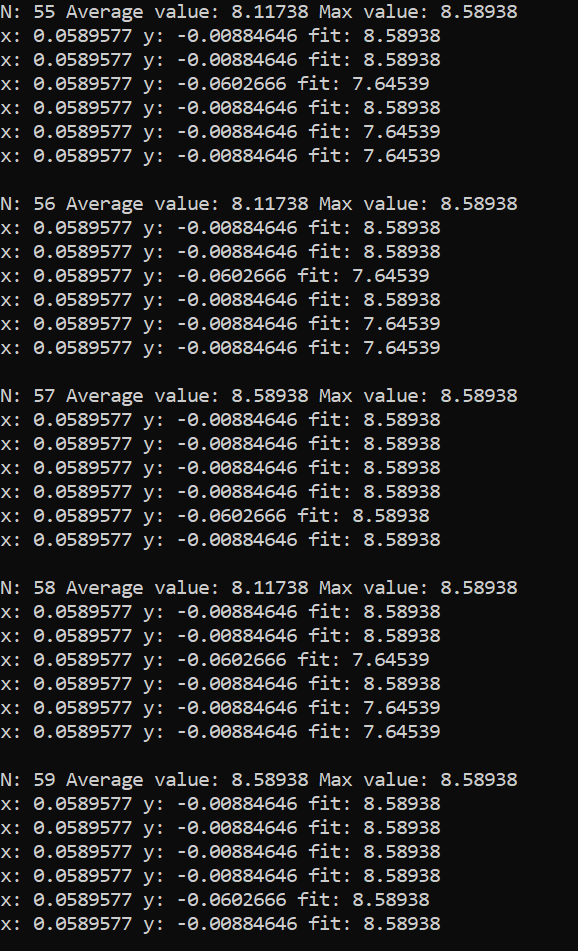 N: 55 Average value: 8.11738 Max value: 8.58938
x: 0.0589577 y: -0.00884646 fit: 8.58938
x: 0.0589577 y: -0.00884646 fit: 8.58938
x: 0.0589577 y: -0.0602666 fit: 7.64539
x: 0.0589577 y: -0.00884646 fit: 8.58938
x: 0.0589577 y: -0.00884646 fit: 7.64539
x: 0.0589577 y: -0.00884646 fit: 7.64539

N: 56 Average value: 8.11738 Max value: 8.58938
x: 0.0589577 y: -0.00884646 fit: 8.58938
x: 0.0589577 y: -0.00884646 fit: 8.58938
x: 0.0589577 y: -0.0602666 fit: 7.64539
x: 0.0589577 y: -0.00884646 fit: 8.58938
x: 0.0589577 y: -0.00884646 fit: 7.64539
x: 0.0589577 y: -0.00884646 fit: 7.64539

N: 57 Average value: 8.58938 Max value: 8.58938
x: 0.0589577 y: -0.00884646 fit: 8.58938
x: 0.0589577 y: -0.00884646 fit: 8.58938
x: 0.0589577 y: -0.00884646 fit: 8.58938
x: 0.0589577 y: -0.00884646 fit: 8.58938
x: 0.0589577 y: -0.0602666 fit: 8.58938
x: 0.0589577 y: -0.00884646 fit: 8.58938

N: 58 Average value: 8.11738 Max value: 8.58938
x: 0.0589577 y: -0.00884646 fit: 8.58938
x: 0.0589577 y: -0.00884646 fit: 8.58938
x: 0.0589577 y: -0.0602666 fit: 7.64539
x: 0.0589577 y: -0.00884646 fit: 8.58938
x: 0.0589577 y: -0.00884646 fit: 7.64539
x: 0.0589577 y: -0.00884646 fit: 7.64539

N: 59 Average value: 8.58938 Max value: 8.58938
x: 0.0589577 y: -0.00884646 fit: 8.58938
x: 0.0589577 y: -0.00884646 fit: 8.58938
x: 0.0589577 y: -0.00884646 fit: 8.58938
x: 0.0589577 y: -0.00884646 fit: 8.58938
x: 0.0589577 y: -0.0602666 fit: 8.58938
x: 0.0589577 y: -0.00884646 fit: 8.58938